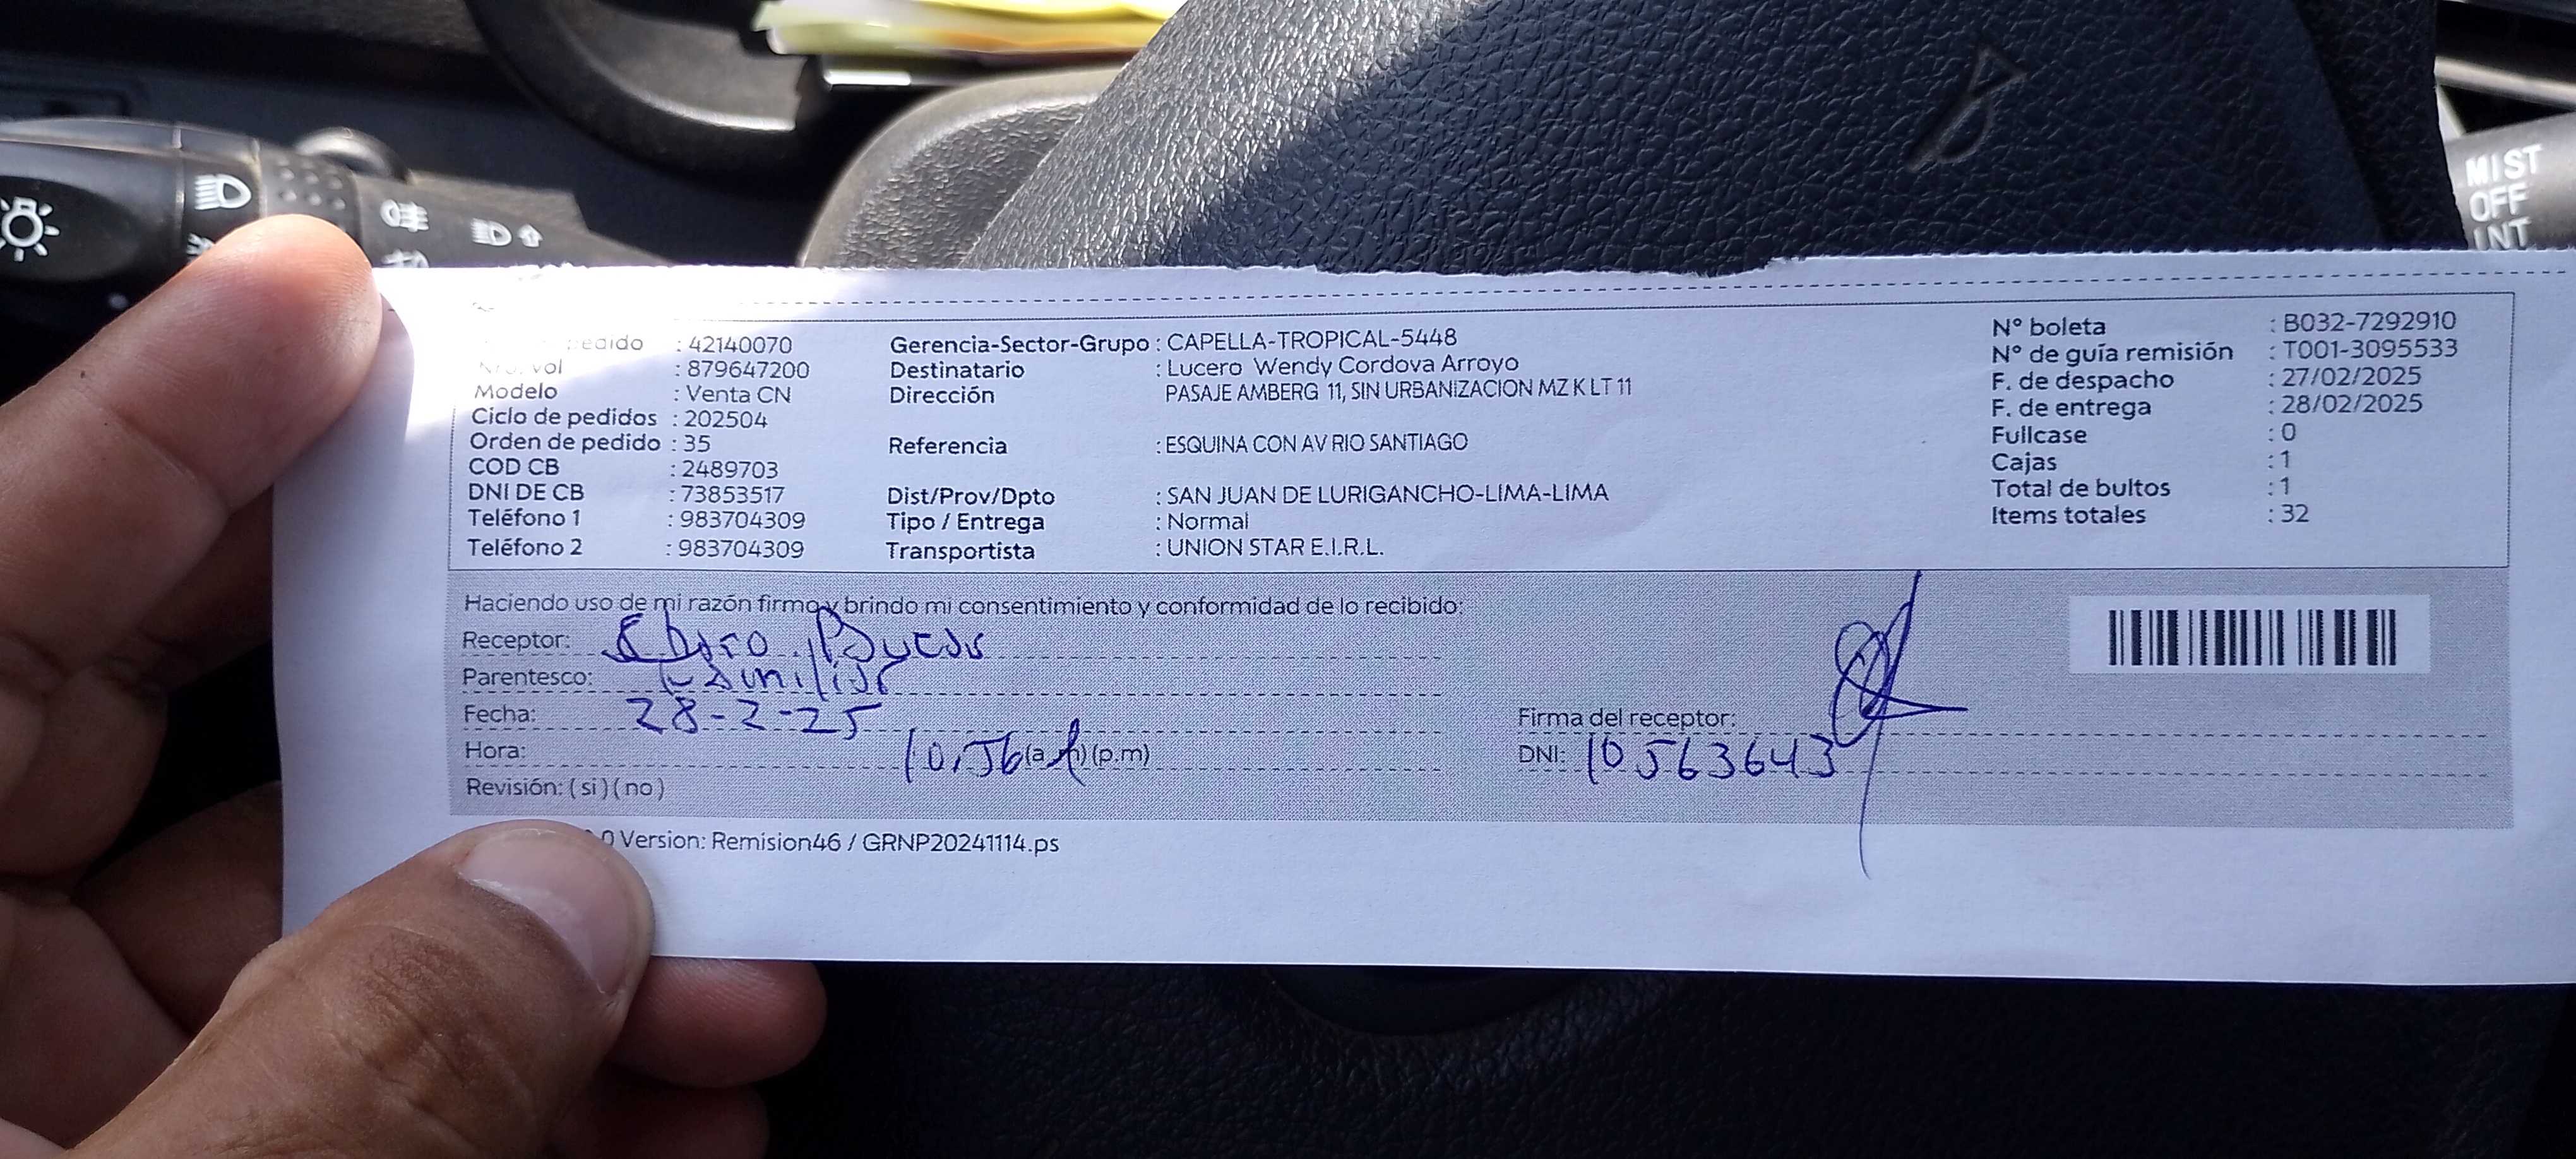 MIST
OFF
INT
pedido : 42140070
vol : 879647200
Modelo : Venta CN
Ciclo de pedidos : 202504
Orden de pedido : 35
COD CB : 2489703
DNI DE CB : 73853517
Teléfono 1 : 983704309
Teléfono 2 : 983704309
Gerencia-Sector-Grupo : CAPELLA-TROPICAL-5448
Destinatario : Lucero Wendy Cordova Arroyo
Dirección PASAJE AMBERG 11, SIN URBANIZACION MZ K LT 11
Referencia : ESQUINA CON AV RIO SANTIAGO
Dist/Prov/Dpto : SAN JUAN DE LURIGANCHO-LIMA-LIMA
Tipo / Entrega : Normal
Transportista : UNION STAR E.I.R.L.
N° boleta : B032-7292910
N° de guía remisión : T001-3095533
F. de despacho : 27/02/2025
F. de entrega : 28/02/2025
Fullcase : 0
Cajas : 1
Total de bultos : 1
Items totales : 32
Haciendo uso de mi razón firmo y brindo mi consentimiento y conformidad de lo recibido:
Receptor:
Parentesco: Familiar
Fecha: 28-2-25
Hora: 10.56 (a.m) (p.m)
Revisión: ( si ) ( no )
Firma del receptor:
DNI: 10563643
0 Version: Remision46 / GRNP20241114.ps